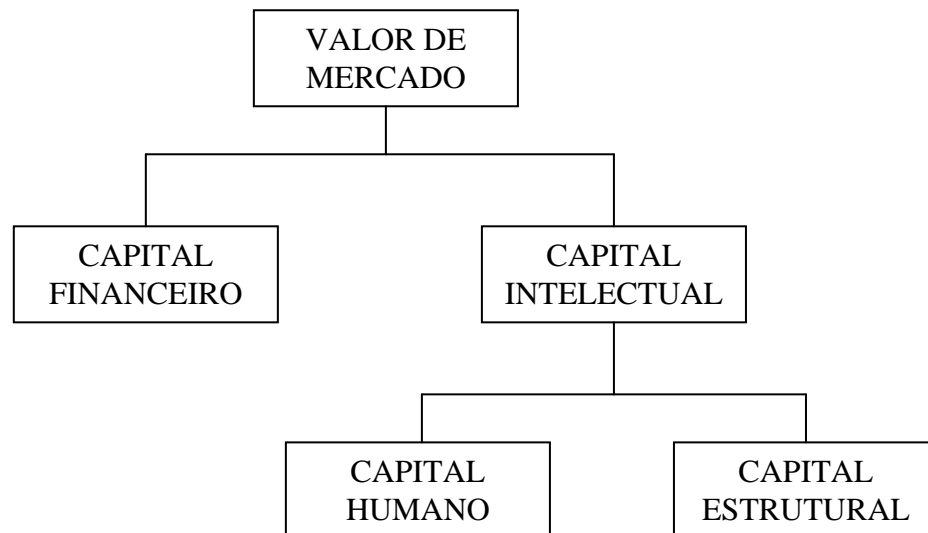 VALOR DE
MERCADO
CAPITAL
FINANCEIRO
CAPITAL
INTELECTUAL
CAPITAL
HUMANO
CAPITAL
ESTRUTURAL